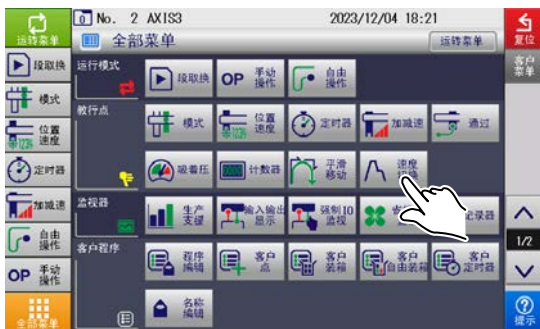 0 No. 2 AXIS3 2023/12/04 18:21
运转菜单
全部菜单
运转菜单
复位
客户菜单
段取换
模式
位置速度
定时器
加减速
自由操作
OP 手动操作
全部菜单
运行模式
段取换
OP 手动操作
自由操作
教行点
模式
位置速度
定时器
加减速
通过
吸着压
计数器
平滑移动
速度
监视器
生产支援
输入输出显示
强制IO监视
记录器
客户程序
程序编辑
客户点
客户装箱
客户自由装箱
客户定时器
名称编辑
1/2
提示